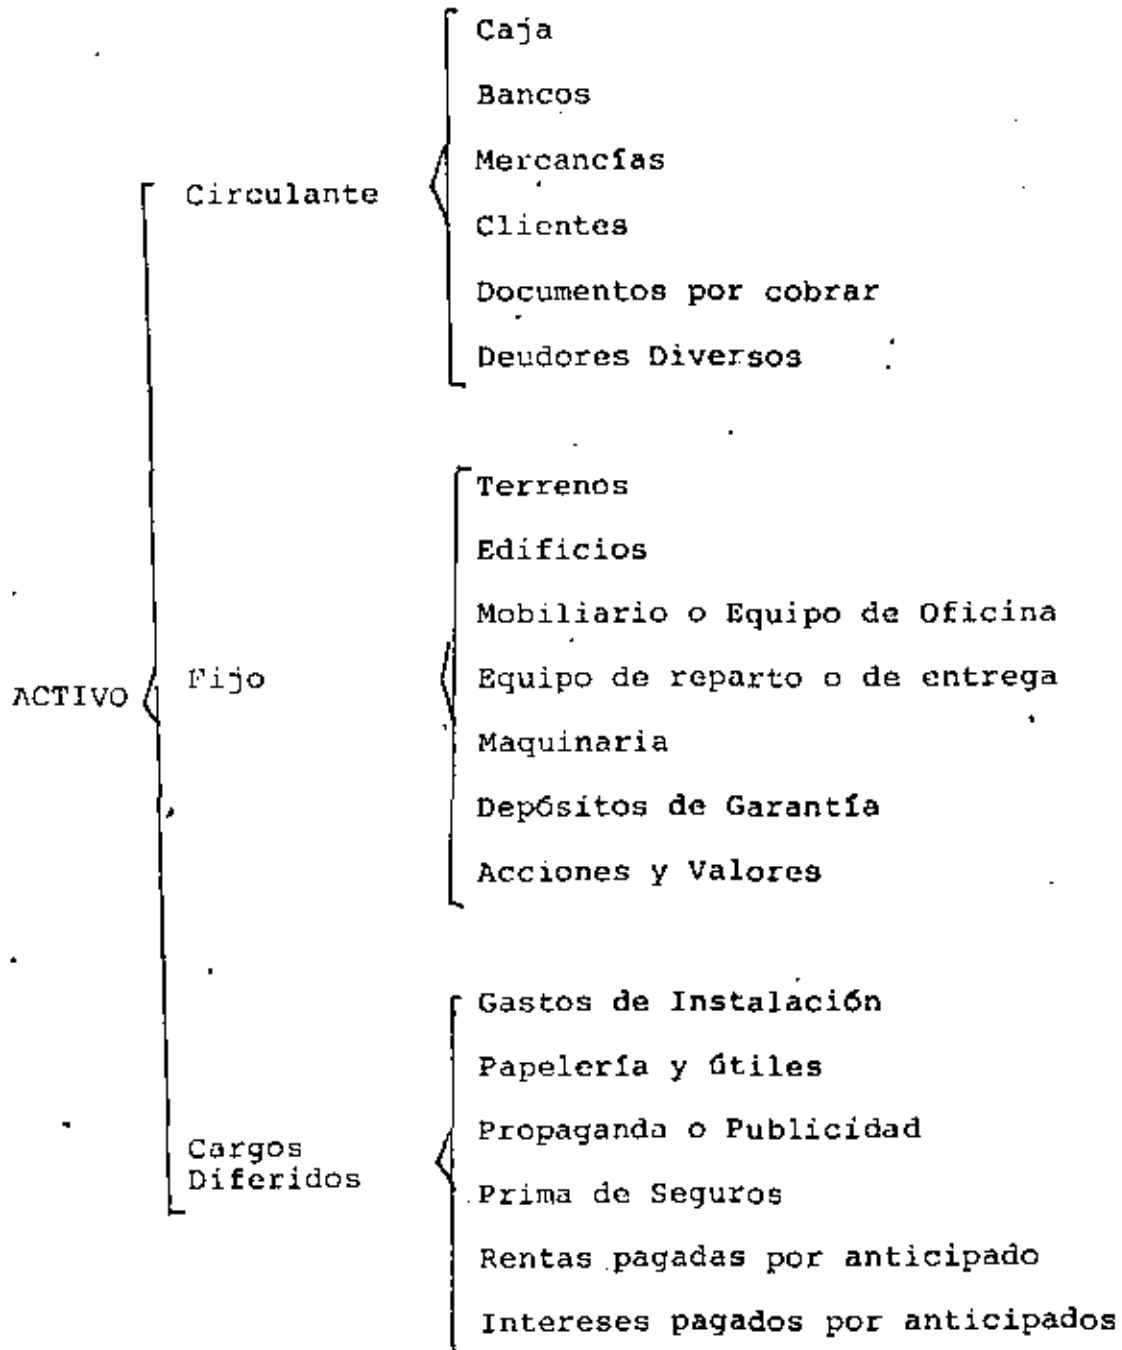 ACTIVO
Circulante
Caja
Bancos
Mercancías
Clientes
Documentos por cobrar
Deudores Diversos
Fijo
Terrenos
Edificios
Mobiliario o Equipo de Oficina
Equipo de reparto o de entrega
Maquinaria
Depósitos de Garantía
Acciones y Valores
Cargos
Diferidos
Gastos de Instalación
Papelería y útiles
Propaganda o Publicidad
Prima de Seguros
Rentas pagadas por anticipado
Intereses pagados por anticipados